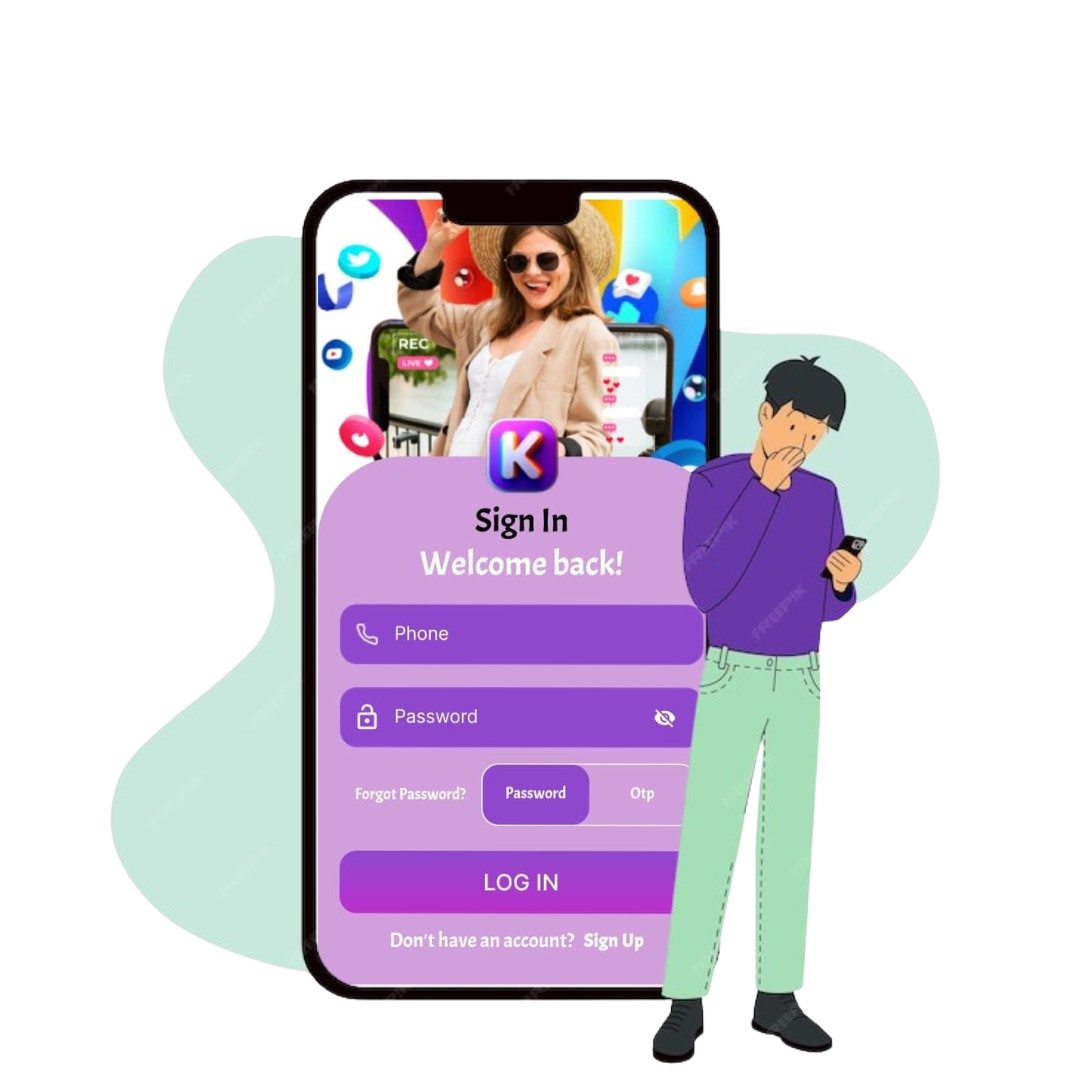 REC
LIVE
K
Sign In
Welcome back!
Phone
Password
Forgot Password?
Password
Otp
LOG IN
Don't have an account? Sign Up
FREEPIK